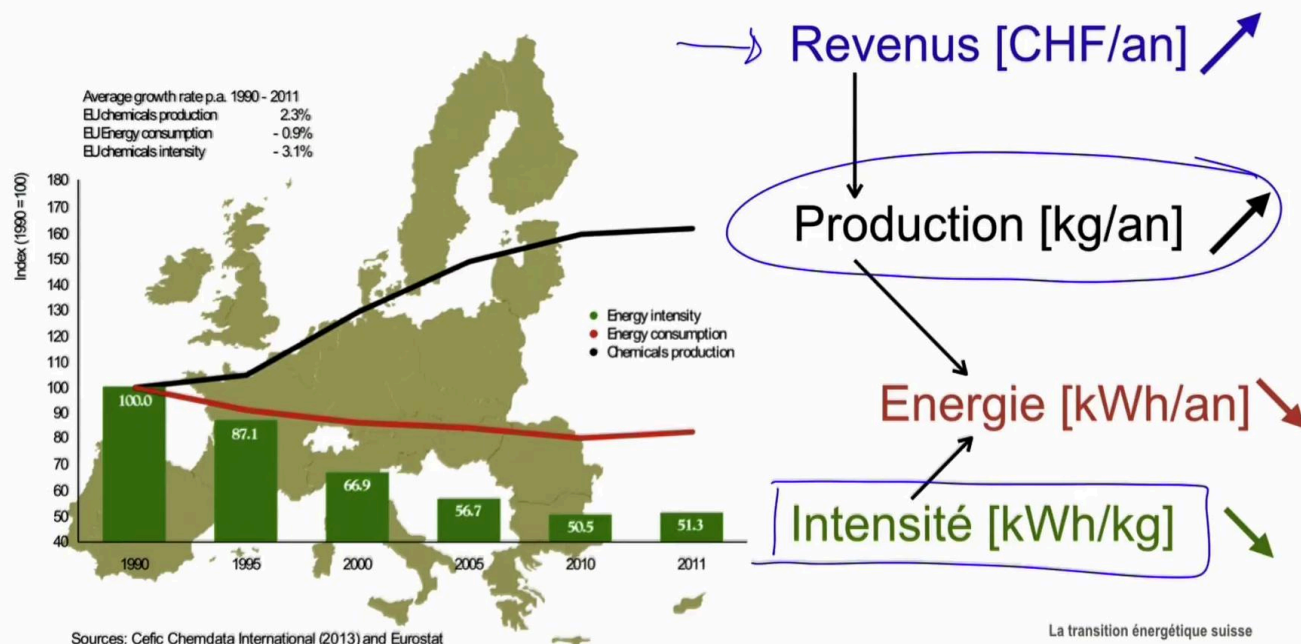 Average growth rate p.a. 1990 - 2011
EU chemicals production 2.3%
EU Energy consumption - 0.9%
EU chemicals intensity - 3.1%
Index (1990 =100)
180
170
160
150
140
130
120
110
100
90
80
70
60
50
40
100.0
87.1
66.9
56.7
50.5
51.3
1990
1995
2000
2005
2010
2011
Energy intensity
Energy consumption
Chemicals production
Sources: Cefic Chemdata International (2013) and Eurostat
Revenus [CHF/an]
Production [kg/an]
Energie [kWh/an]
Intensité [kWh/kg]
La transition énergétique suisse